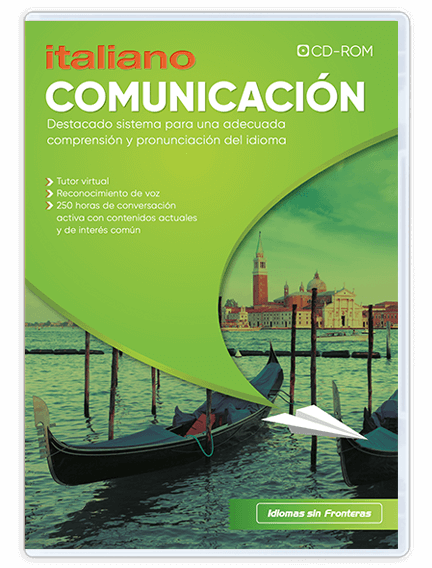 italiano
CD-ROM
COMUNICACIÓN
Destacado sistema para una adecuada
comprensión y pronunciación del idioma
Tutor virtual
Reconocimiento de voz
250 horas de conversación
activa con contenidos actuales
y de interés común
Idiomas sin Fronteras